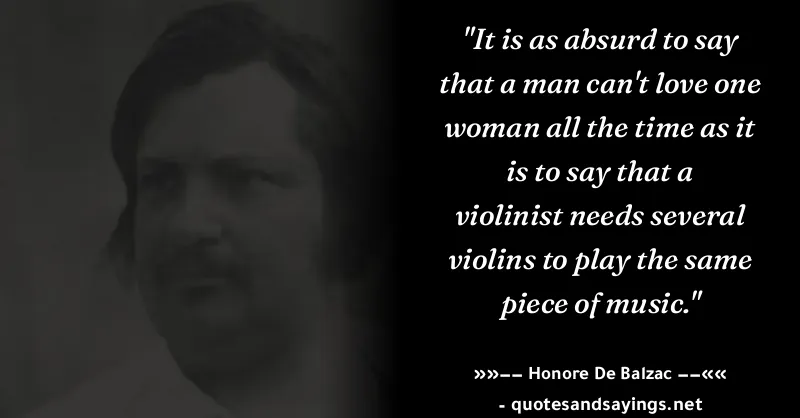 "It is as absurd to say
that a man can't love one
woman all the time as it
is to say that a
violinist needs several
violins to play the same
piece of music."
»»–– Honore De Balzac ––««
- quotesandsayings.net